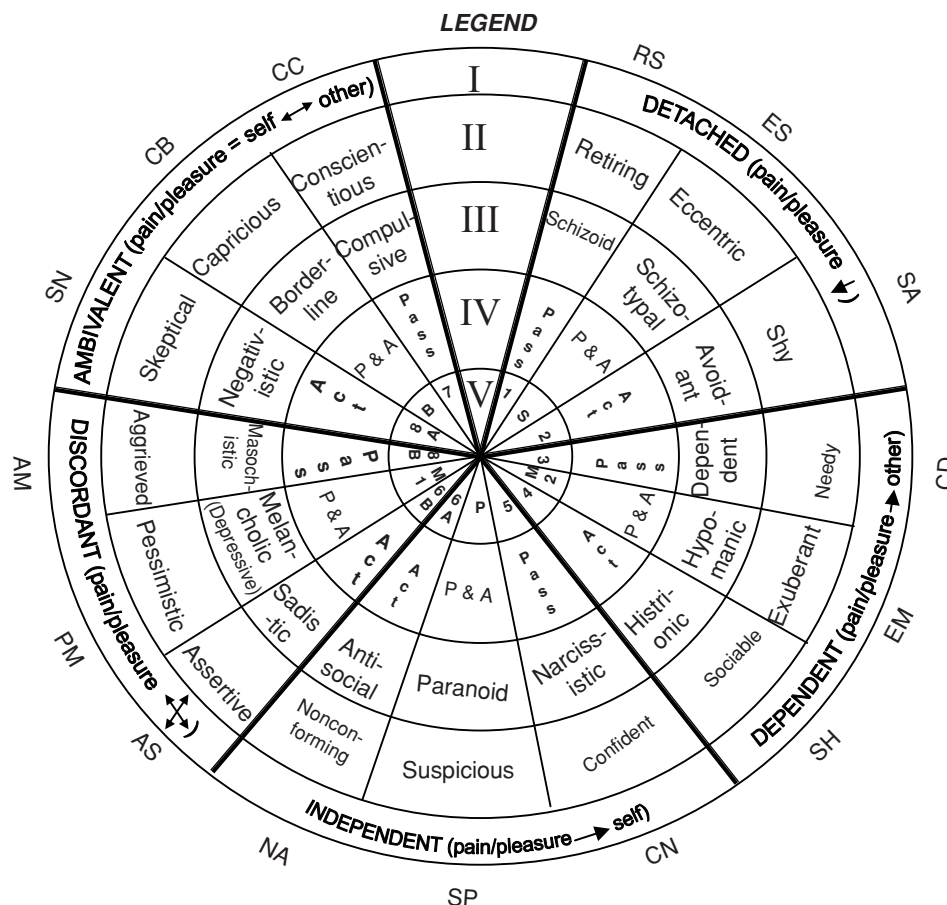 LEGEND
I
II
III
IV
V
RS
ES
SA
CD
EM
SH
CN
SP
NA
AS
PM
AM
SN
CB
CC
DETACHED (pain/pleasure ↓)
Retiring
Eccentric
Shy
Schizoid
Schizo-
typal
Avoid-
ant
Pass
P & A
Act
1
S
2
DEPENDENT (pain/pleasure → other)
Needy
Exuberant
Sociable
Depen-
dent
Hypo-
manic
Histri-
onic
Pass
P & A
Act
3
M
2
4
INDEPENDENT (pain/pleasure → self)
Confident
Suspicious
Noncon-
forming
Narciss-
istic
Paranoid
Anti-
social
Pass
P & A
Act
5
P
6
A
DISCORDANT (pain/pleasure ↔)
Assertive
Pessimistic
Aggrieved
Sadis
-tic
Melan-
cholic
(Depressive)
Masoch-
istic
Act
P & A
Pass
6
B
M
1
8
B
AMBIVALENT (pain/pleasure = self ↔ other)
Skeptical
Capricious
Conscien-
tious
Negativ-
istic
Border-
line
Compul-
sive
Act
P & A
Pass
8
A
B
7